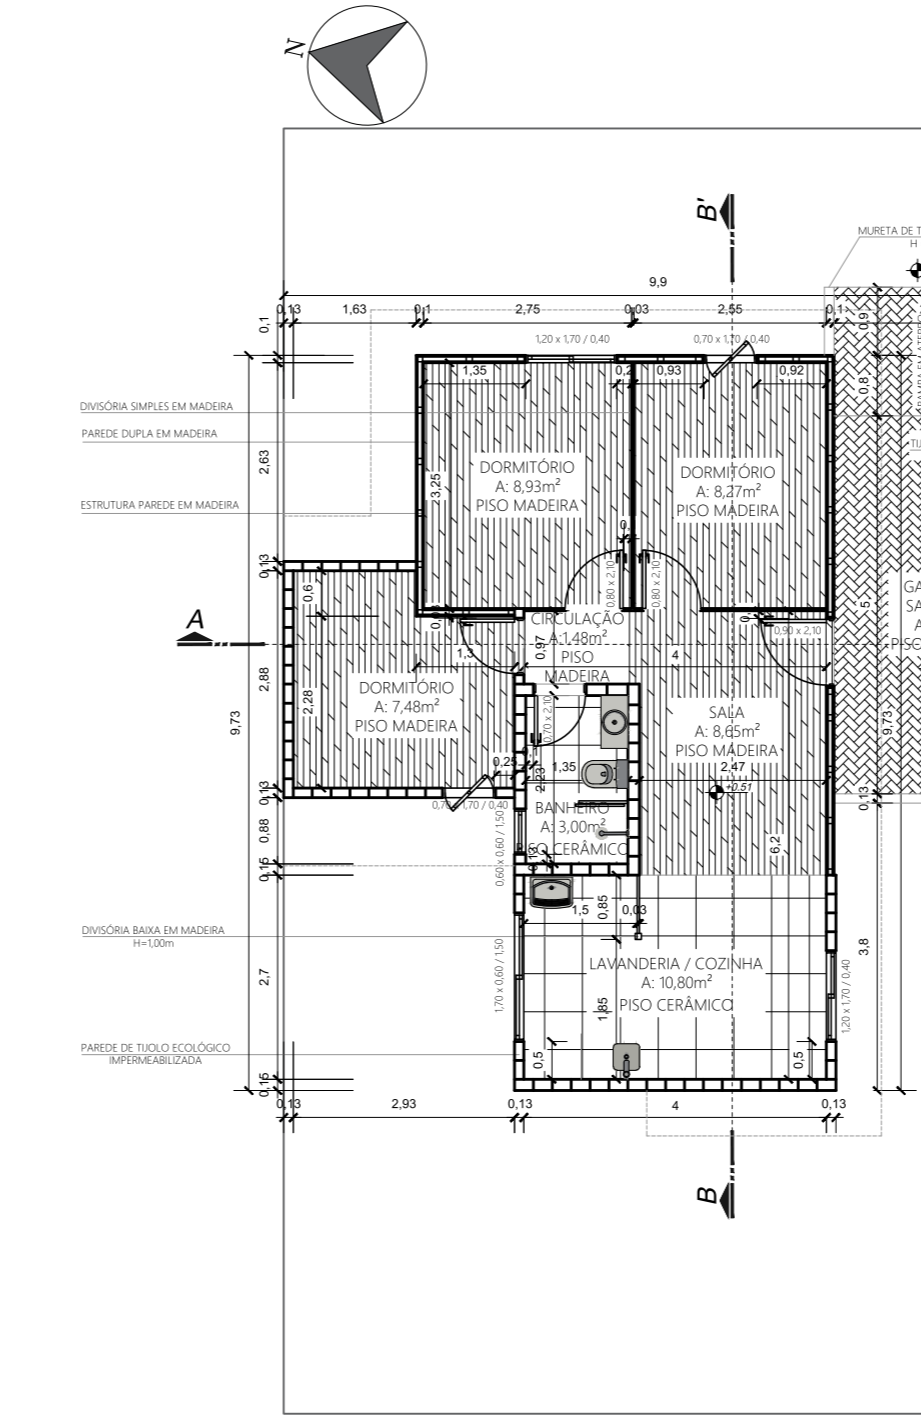 N
B'
MURETA DE T
H
9,9
0,13
1,63
0,1
2,75
0,03
2,55
0,1
0,1
0,9
1,20 x 1,70 / 0,40
0,70 x 1,70 / 0,40
1,35
0,2
0,93
0,92
0,8
DIVISÓRIA SIMPLES EM MADEIRA
PAREDE DUPLA EM MADEIRA
ESTRUTURA PAREDE EM MADEIRA
2,63
3,25
DORMITÓRIO
A: 8,93m²
PISO MADEIRA
DORMITÓRIO
A: 8,27m²
PISO MADEIRA
0,13
0,6
0,80 x 2,10
0,80 x 2,10
5
A
CIRCULAÇÃO
A:1,48m²
PISO
MADEIRA
0,97
0,90 x 2,10
1,3
4
2,88
2,28
DORMITÓRIO
A: 7,48m²
PISO MADEIRA
0,70 x 2,10
SALA
A: 8,65m²
PISO MADEIRA
9,73
9,73
0,25
1,35
2,23
2,47
+0.51
0,13
0,13
0,70 x 1,70 / 0,40
BANHEIRO
A: 3,00m²
PISO CERÂMICO
0,60 x 0,60 / 1,50
0,88
0,15
6,2
1,5
0,85
0,03
DIVISÓRIA BAIXA EM MADEIRA
H=1,00m
1,70 x 0,60 / 1,50
LAVANDERIA / COZINHA
A: 10,80m²
PISO CERÂMICO
3,8
1,20 x 1,70 / 0,40
2,7
1,85
PAREDE DE TIJOLO ECOLÓGICO
IMPERMEABILIZADA
0,5
0,5
0,15
0,13
2,93
0,13
4
0,13
B